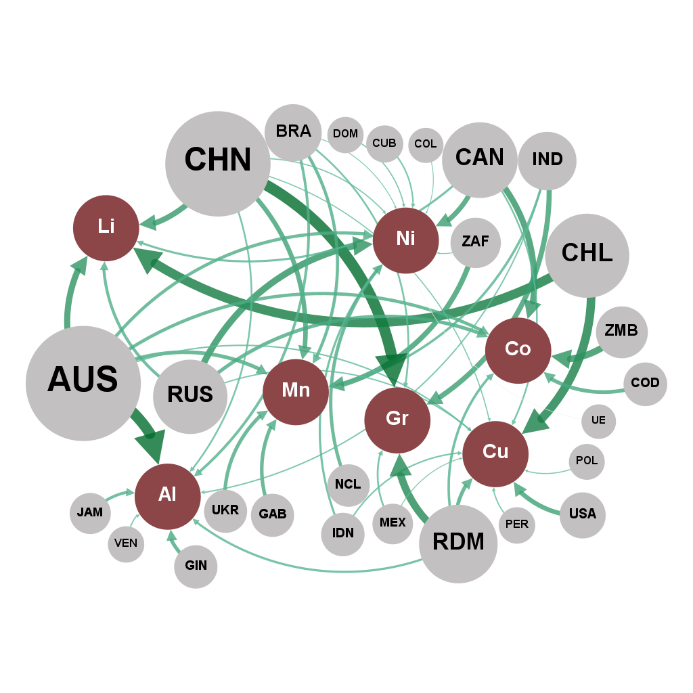 BRA
DOM
CUB
COL
CHN
CAN
IND
Li
Ni
ZAF
CHL
ZMB
Co
AUS
RUS
Mn
COD
Gr
UE
Cu
POL
Al
NCL
JAM
UKR
GAB
IDN
MEX
PER
USA
VEN
RDM
GIN